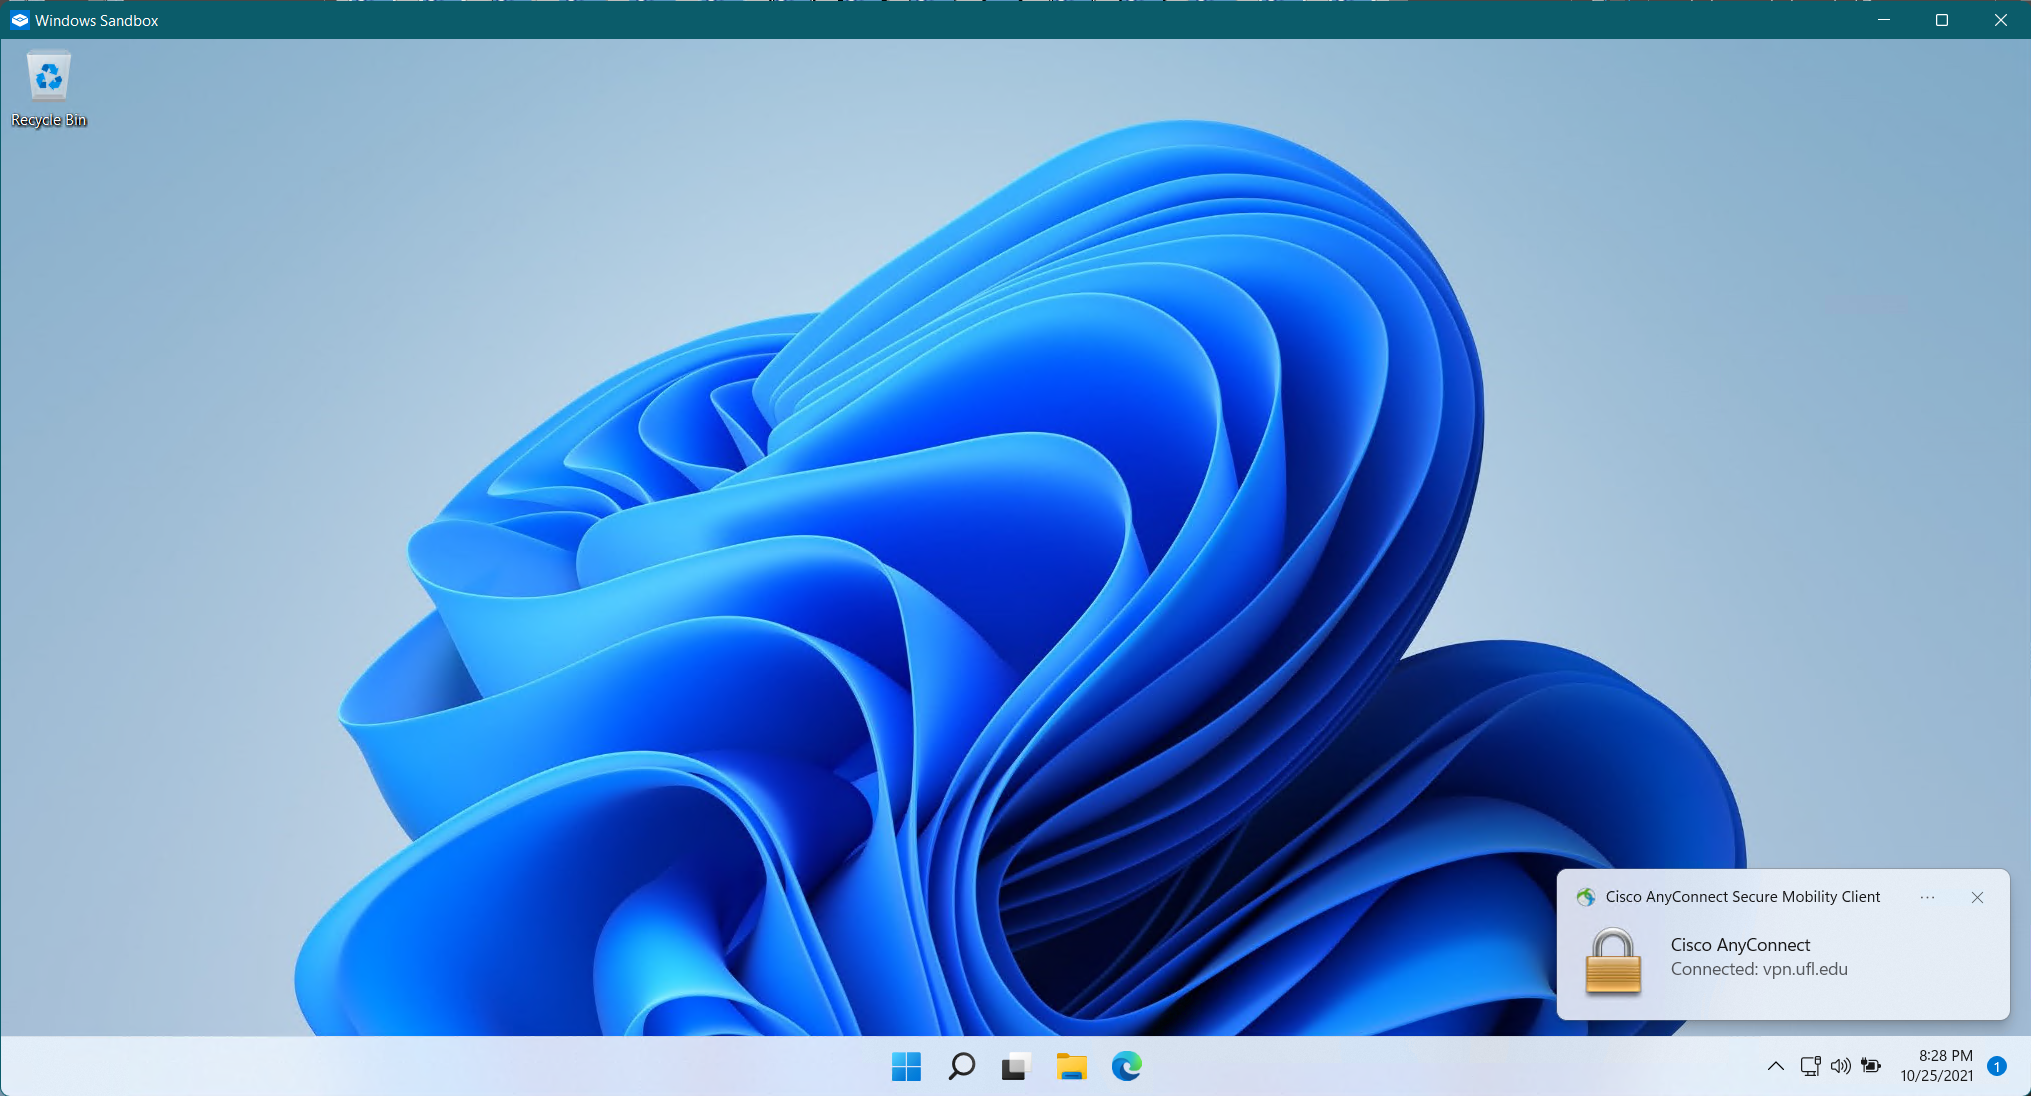 Windows Sandbox
Recycle Bin
Cisco AnyConnect Secure Mobility Client
Cisco AnyConnect
Connected: vpn.ufl.edu
8:28 PM
10/25/2021
1